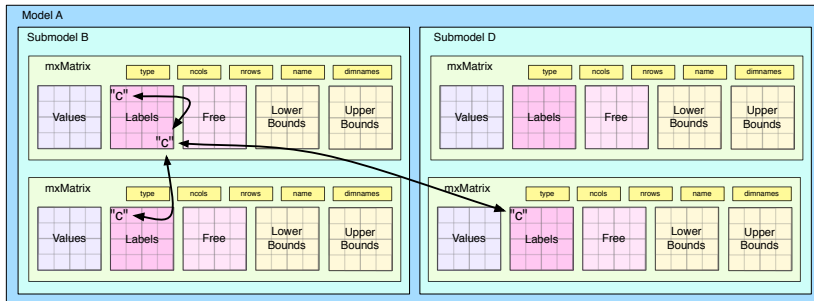 Model A
Submodel B
mxMatrix
type ncols nrows name dimnames
"c"
Values Labels Free Lower Bounds Upper Bounds
"c"
mxMatrix
type ncols nrows name dimnames
"c"
Values Labels Free Lower Bounds Upper Bounds
Submodel D
mxMatrix
type ncols nrows name dimnames
Values Labels Free Lower Bounds Upper Bounds
mxMatrix
type ncols nrows name dimnames
"c"
Values Labels Free Lower Bounds Upper Bounds